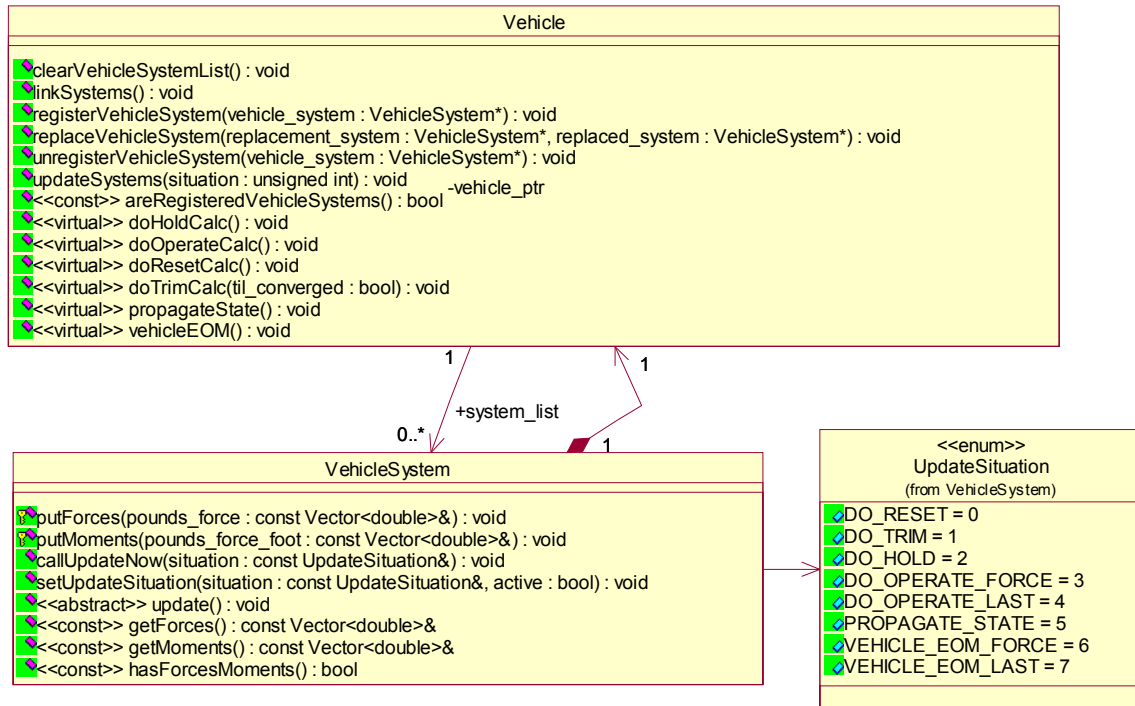 Vehicle
clearVehicleSystemList() : void
linkSystems() : void
registerVehicleSystem(vehicle_system : VehicleSystem*) : void
replaceVehicleSystem(replacement_system : VehicleSystem*, replaced_system : VehicleSystem*) : void
unregisterVehicleSystem(vehicle_system : VehicleSystem*) : void
updateSystems(situation : unsigned int) : void
-vehicle_ptr
<<const>> areRegisteredVehicleSystems() : bool
<<virtual>> doHoldCalc() : void
<<virtual>> doOperateCalc() : void
<<virtual>> doResetCalc() : void
<<virtual>> doTrimCalc(til_converged : bool) : void
<<virtual>> propagateState() : void
<<virtual>> vehicleEOM() : void
1
1
+system_list
0..*
1
VehicleSystem
putForces(pounds_force : const Vector<double>&) : void
putMoments(pounds_force_foot : const Vector<double>&) : void
callUpdateNow(situation : const UpdateSituation&) : void
setUpdateSituation(situation : const UpdateSituation&, active : bool) : void
<<abstract>> update() : void
<<const>> getForces() : const Vector<double>&
<<const>> getMoments() : const Vector<double>&
<<const>> hasForcesMoments() : bool
<<enum>>
UpdateSituation
(from VehicleSystem)
DO_RESET = 0
DO_TRIM = 1
DO_HOLD = 2
DO_OPERATE_FORCE = 3
DO_OPERATE_LAST = 4
PROPAGATE_STATE = 5
VEHICLE_EOM_FORCE = 6
VEHICLE_EOM_LAST = 7